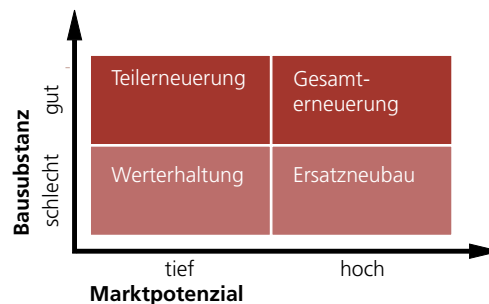 Bausubstanz
gut
schlecht
Teilerneuerung
Gesamt-
erneuerung
Werterhaltung
Ersatzneubau
tief
hoch
Marktpotenzial